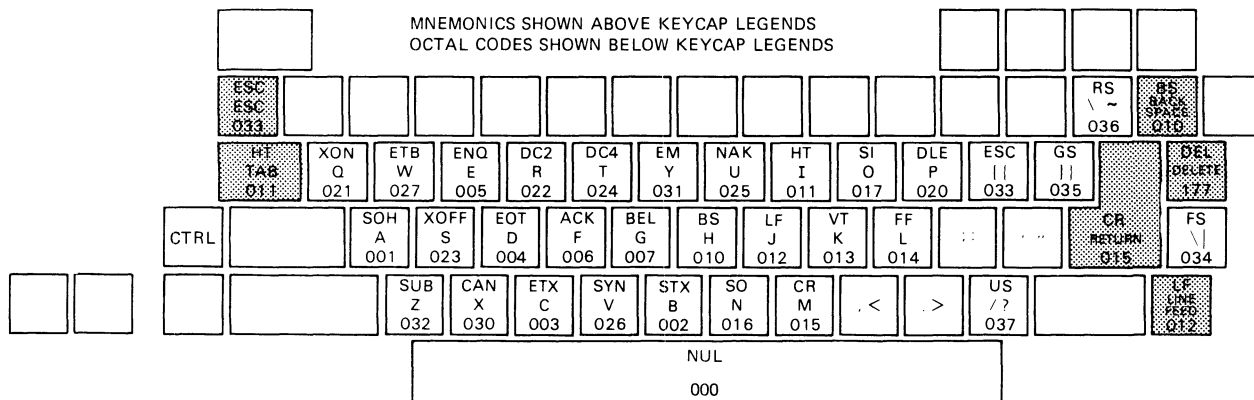 MNEMONICS SHOWN ABOVE KEYCAP LEGENDS
OCTAL CODES SHOWN BELOW KEYCAP LEGENDS
ESC RS BS
ESC \ ~ BACK SPACE
033 036 010
HT XON ETB ENQ DC2 DC4 EM NAK HT SI DLE ESC GS DEL
TAB Q W E R T Y U I O P DELETE
011 021 027 005 022 024 031 025 011 017 020 033 035 177
SOH XOFF EOT ACK BEL BS LF VT FF CR FS
CTRL A S D F G H J K L RETURN \|
001 023 004 006 007 010 012 013 014 015 034
SUB CAN ETX SYN STX SO CR US LF
Z X C V B N M , < . > / ? LINE FEED
032 030 003 026 002 016 015 037 012
NUL
000